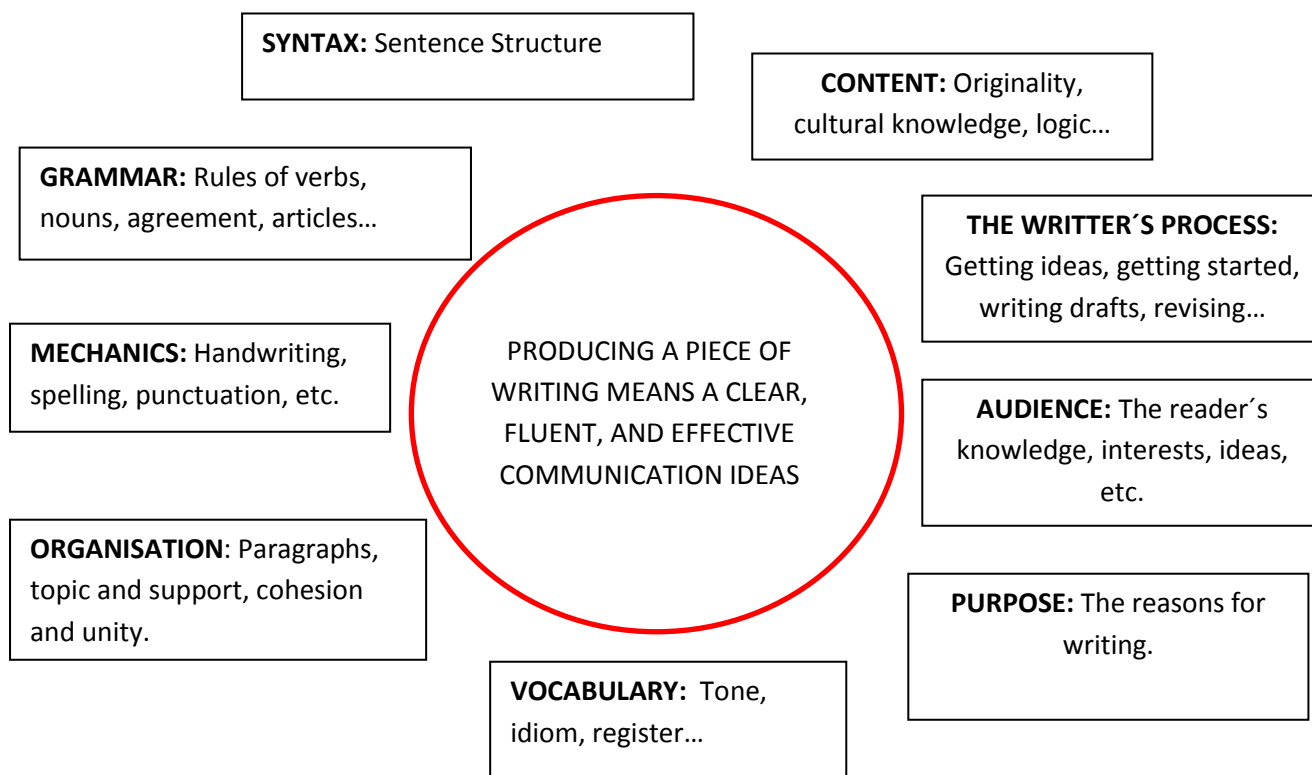 SYNTAX: Sentence Structure
CONTENT: Originality,
cultural knowledge, logic…
GRAMMAR: Rules of verbs,
nouns, agreement, articles…
THE WRITTER´S PROCESS:
Getting ideas, getting started,
writing drafts, revising…
MECHANICS: Handwriting,
spelling, punctuation, etc.
PRODUCING A PIECE OF
WRITING MEANS A CLEAR,
FLUENT, AND EFFECTIVE
COMMUNICATION IDEAS
AUDIENCE: The reader´s
knowledge, interests, ideas,
etc.
ORGANISATION: Paragraphs,
topic and support, cohesion
and unity.
PURPOSE: The reasons for
writing.
VOCABULARY: Tone,
idiom, register…